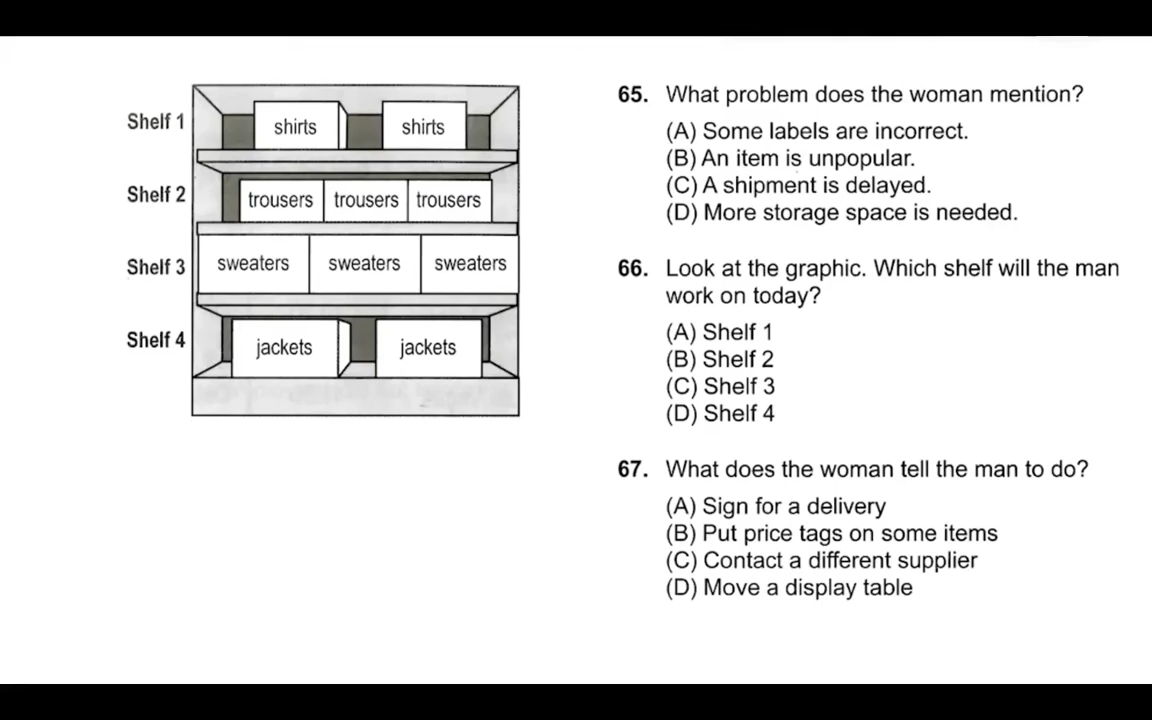 Shelf 1
shirts shirts
Shelf 2
trousers trousers trousers
Shelf 3
sweaters sweaters sweaters
Shelf 4
jackets jackets
65. What problem does the woman mention?
(A) Some labels are incorrect.
(B) An item is unpopular.
(C) A shipment is delayed.
(D) More storage space is needed.
66. Look at the graphic. Which shelf will the man
work on today?
(A) Shelf 1
(B) Shelf 2
(C) Shelf 3
(D) Shelf 4
67. What does the woman tell the man to do?
(A) Sign for a delivery
(B) Put price tags on some items
(C) Contact a different supplier
(D) Move a display table